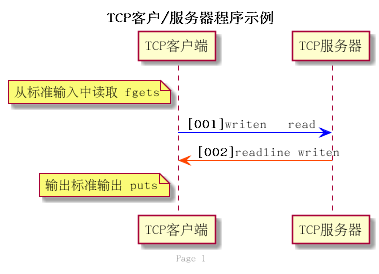 TCP客户/服务器程序示例
TCP客户端 TCP服务器
从标准输入中读取 fgets
[001]writen read
[002]readline writen
输出标准输出 puts
TCP客户端 TCP服务器
Page 1